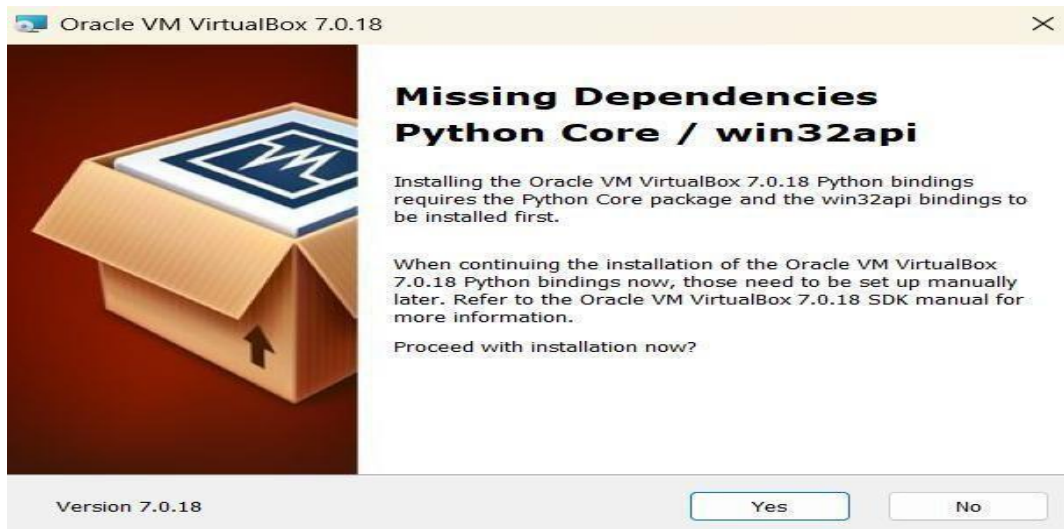 Oracle VM VirtualBox 7.0.18
Missing Dependencies
Python Core / win32api
Installing the Oracle VM VirtualBox 7.0.18 Python bindings
requires the Python Core package and the win32api bindings to
be installed first.
When continuing the installation of the Oracle VM VirtualBox
7.0.18 Python bindings now, those need to be set up manually
later. Refer to the Oracle VM VirtualBox 7.0.18 SDK manual for
more information.
Proceed with installation now?
Version 7.0.18
Yes
No